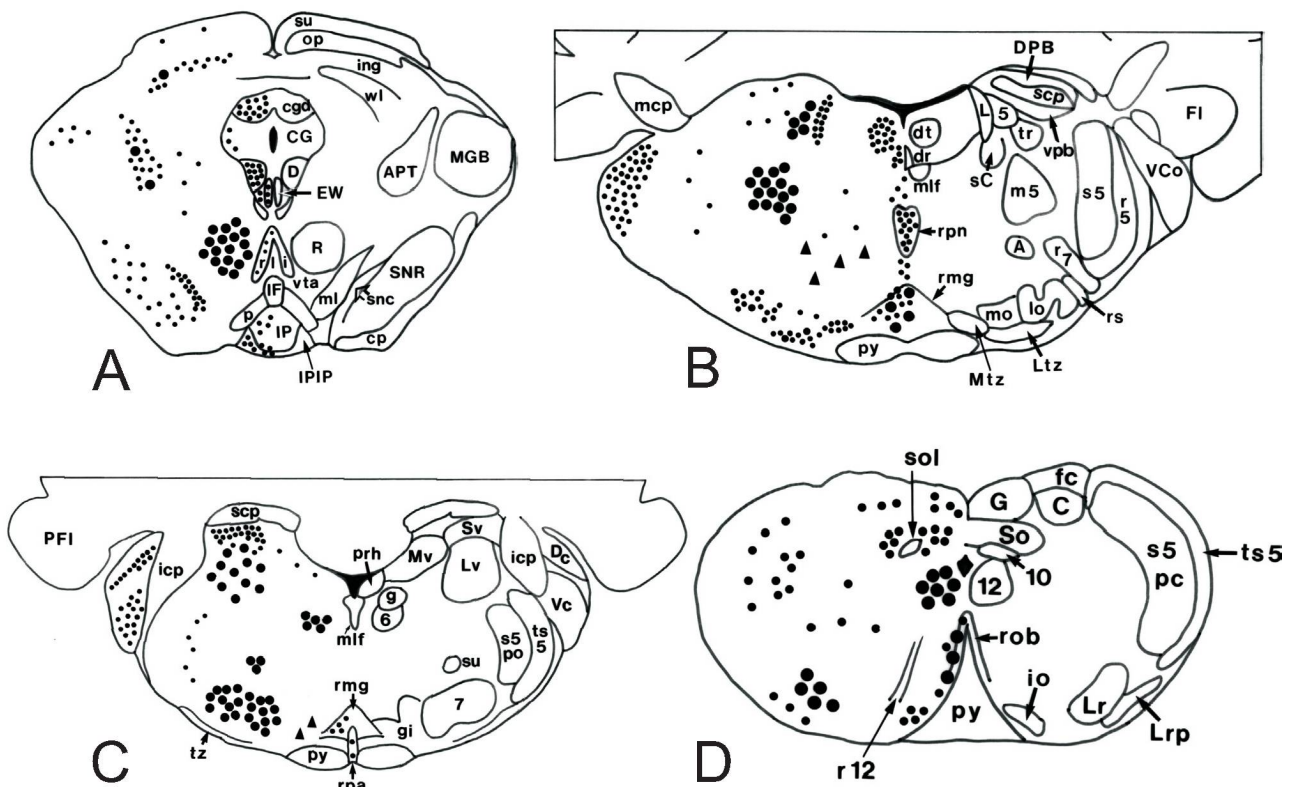 su
op
ing
wl
cgd
CG
APT
MGB
D
EW
R
r l i
vta
IF
ml
SNR
snc
p
IP
cp
IPIP
A
DPB
mcp
scp
Fl
L
5
tr
dt
vpb
VCo
dr
sC
mlf
m5
s5
r
5
rpn
A
r7
rmg
mo
lo
rs
py
Ltz
Mtz
B
scp
PFl
Sv
prh
Mv
icp
Dc
icp
Lv
g
Vc
6
mlf
s5
po
ts
5
su
rmg
7
gi
tz
py
rpa
C
sol
fc
G
C
So
s5
pc
ts5
10
12
rob
io
Lr
py
Lrp
r12
D